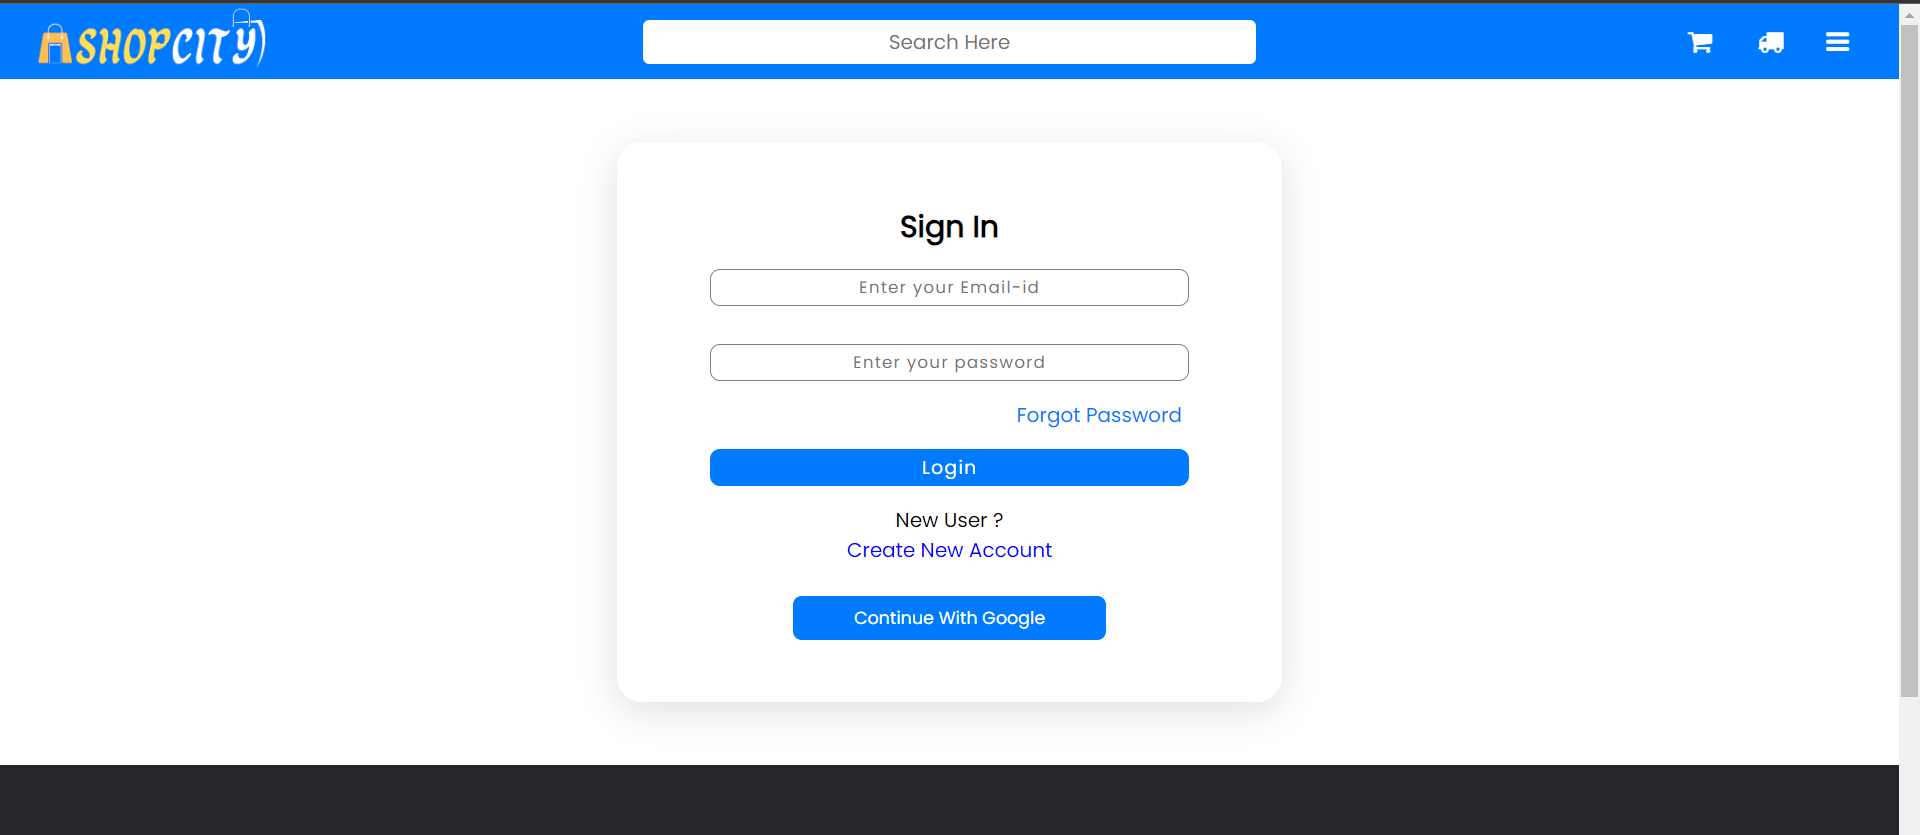 SHOPCITY
Search Here
Sign In
Enter your Email-id
Enter your password
Forgot Password
Login
New User ?
Create New Account
Continue With Google